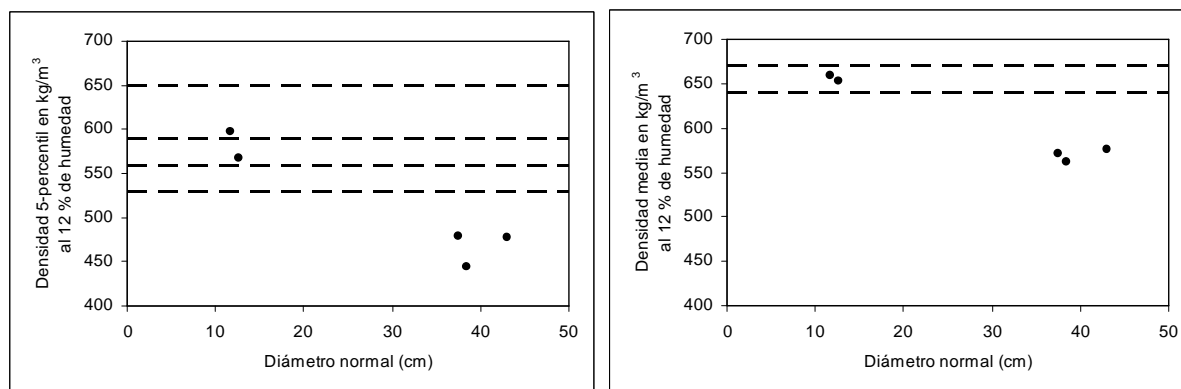 Densidad 5-percentil en kg/m³
al 12 % de humedad
700
650
600
550
500
450
400
0 10 20 30 40 50
Diámetro normal (cm)
Densidad media en kg/m³
al 12 % de humedad
700
650
600
550
500
450
400
0 10 20 30 40 50
Diámetro normal (cm)